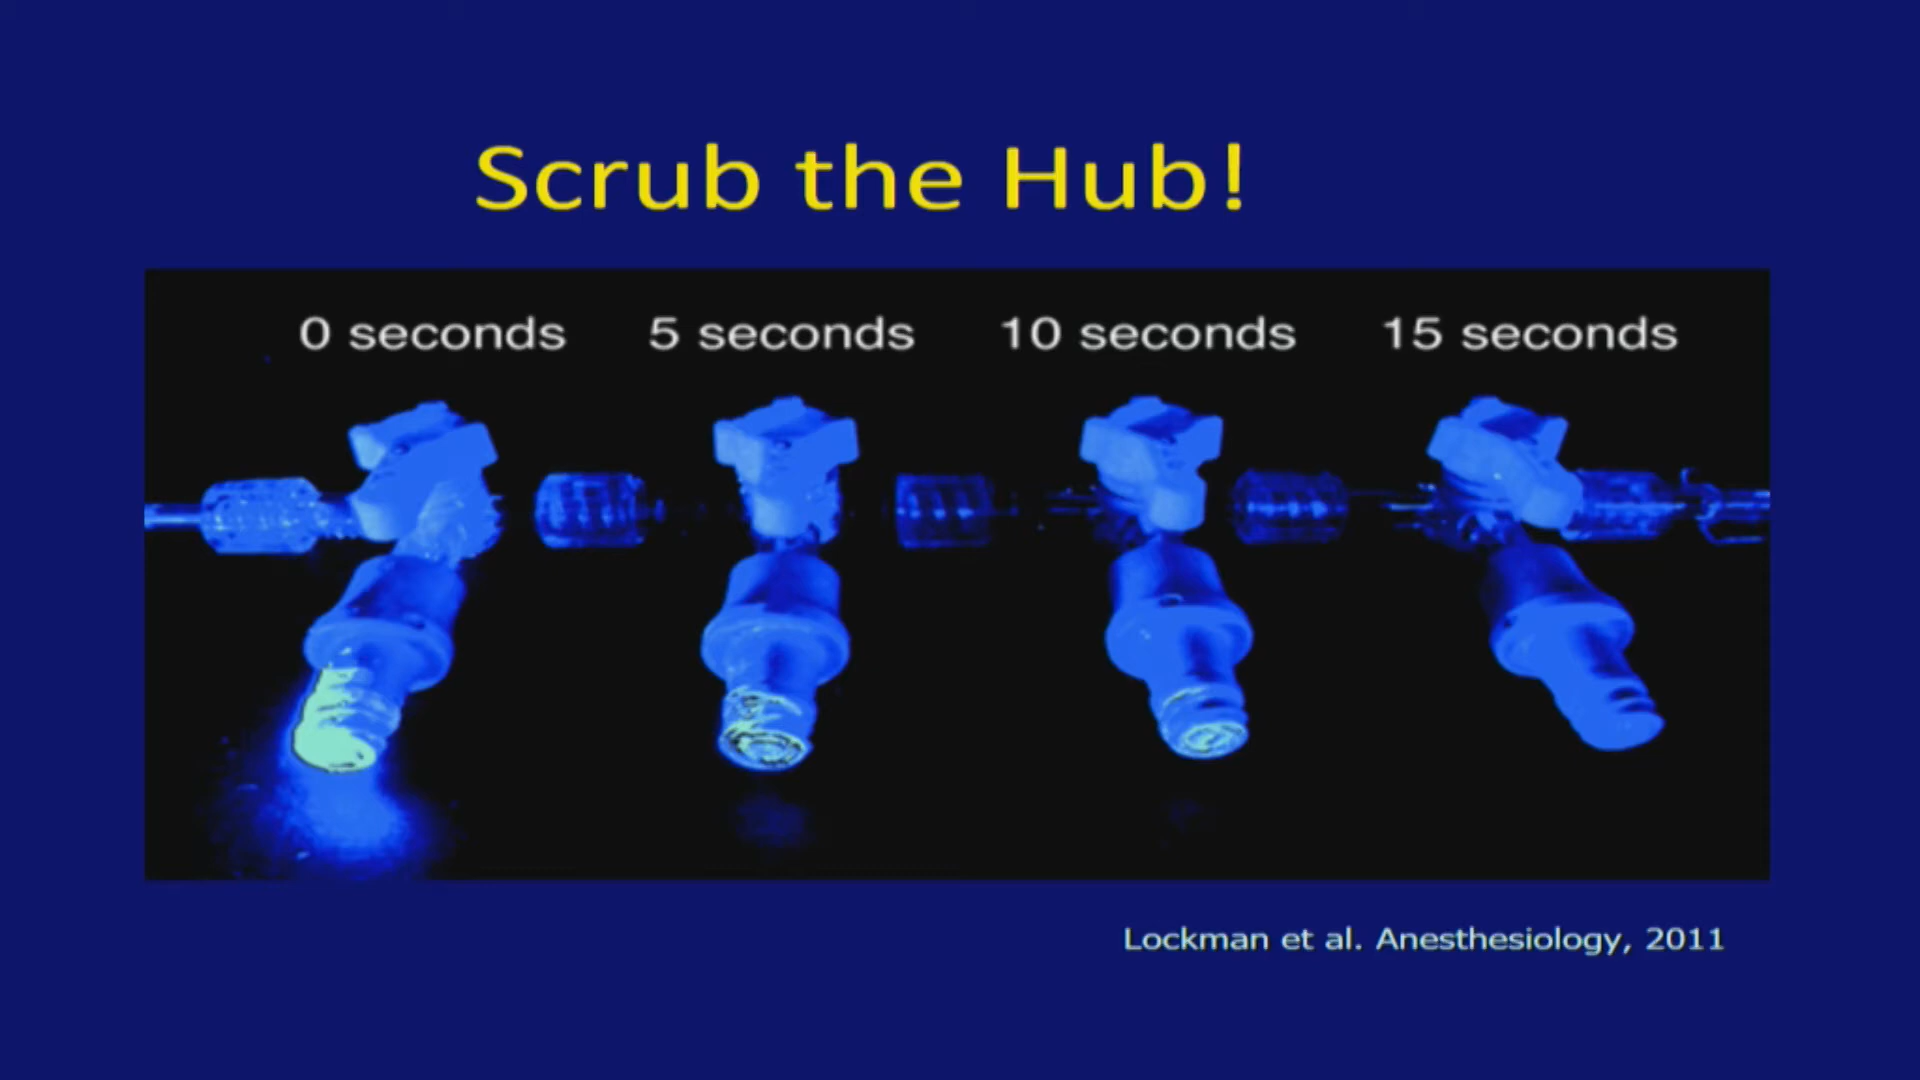 Scrub the Hub!
0 seconds 5 seconds 10 seconds 15 seconds
Lockman et al. Anesthesiology, 2011